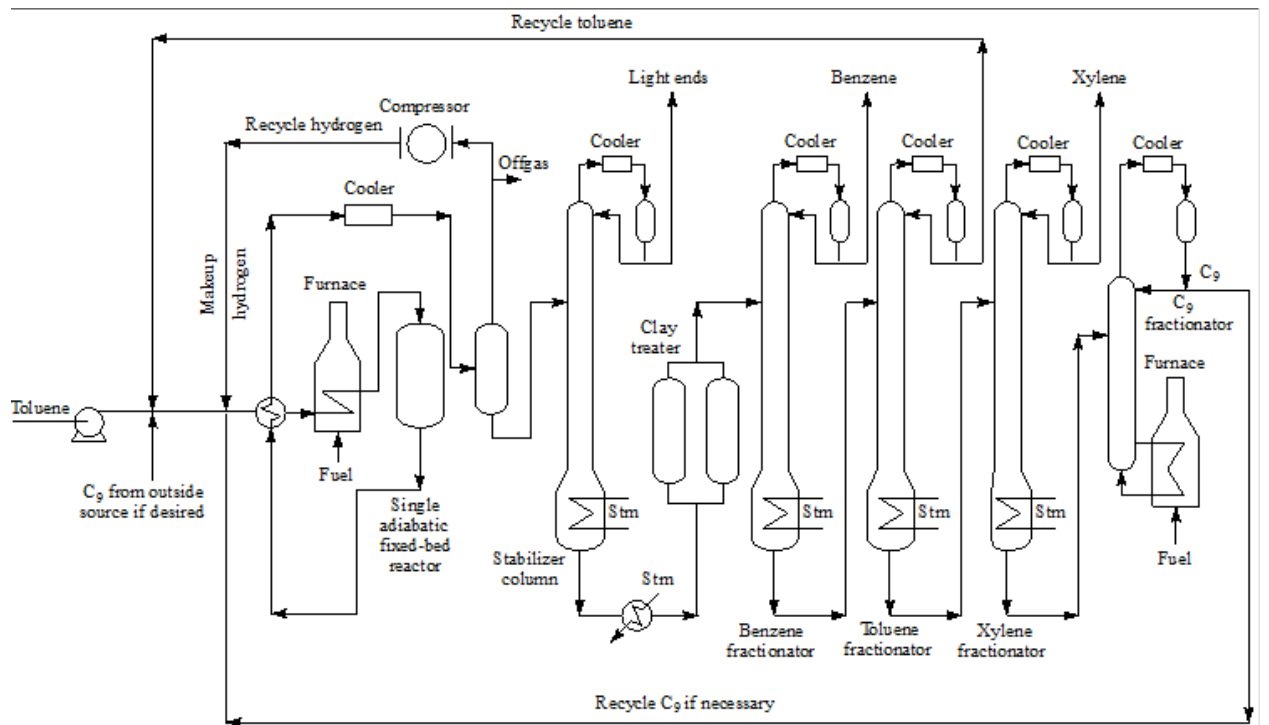 Recycle toluene
Light ends
Benzene
Xylene
Compressor
Recycle hydrogen
Offgas
Cooler
Cooler
Cooler
Cooler
Cooler
Cooler
Makeup
hydrogen
Furnace
Clay
treater
C₉
C₉
fractionator
Furnace
Toluene
Fuel
C₉ from outside
source if desired
Single
adiabatic
fixed-bed
reactor
Stm
Stm
Stm
Stm
Stabilizer
column
Stm
Fuel
Benzene
fractionator
Toluene
fractionator
Xylene
fractionator
Recycle C₉ if necessary